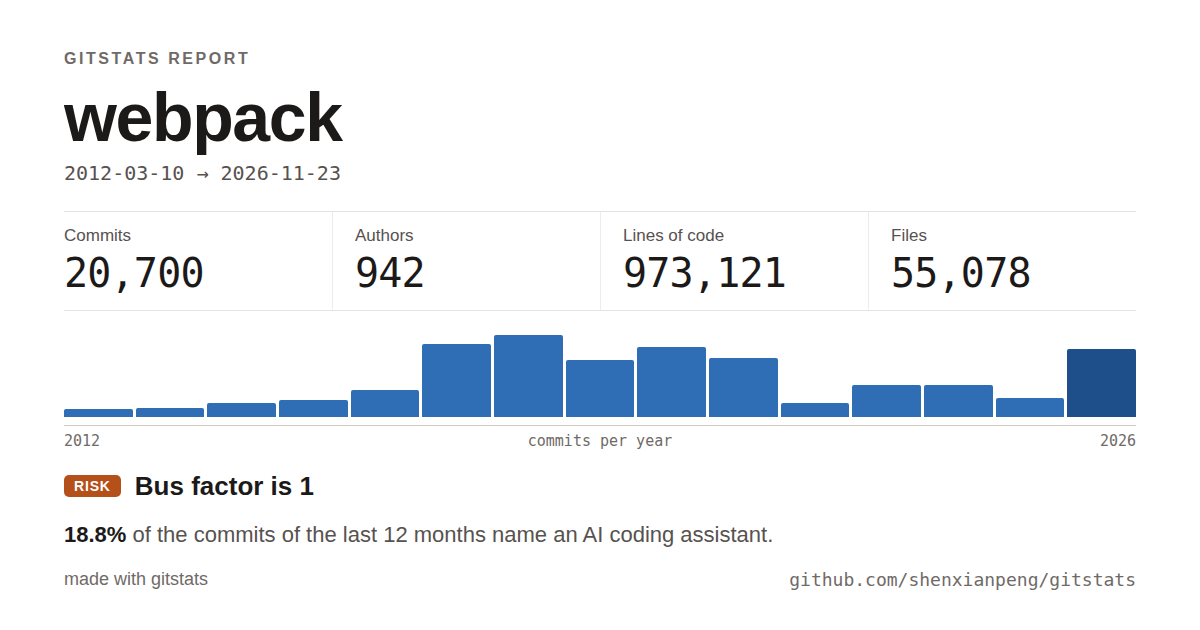 GITSTATS REPORT
webpack
2012-03-10 → 2026-11-23
Commits
20,700
Authors
942
Lines of code
973,121
Files
55,078
2012
commits per year
2026
RISK Bus factor is 1
18.8% of the commits of the last 12 months name an AI coding assistant.
made with gitstats
github.com/shenxianpeng/gitstats